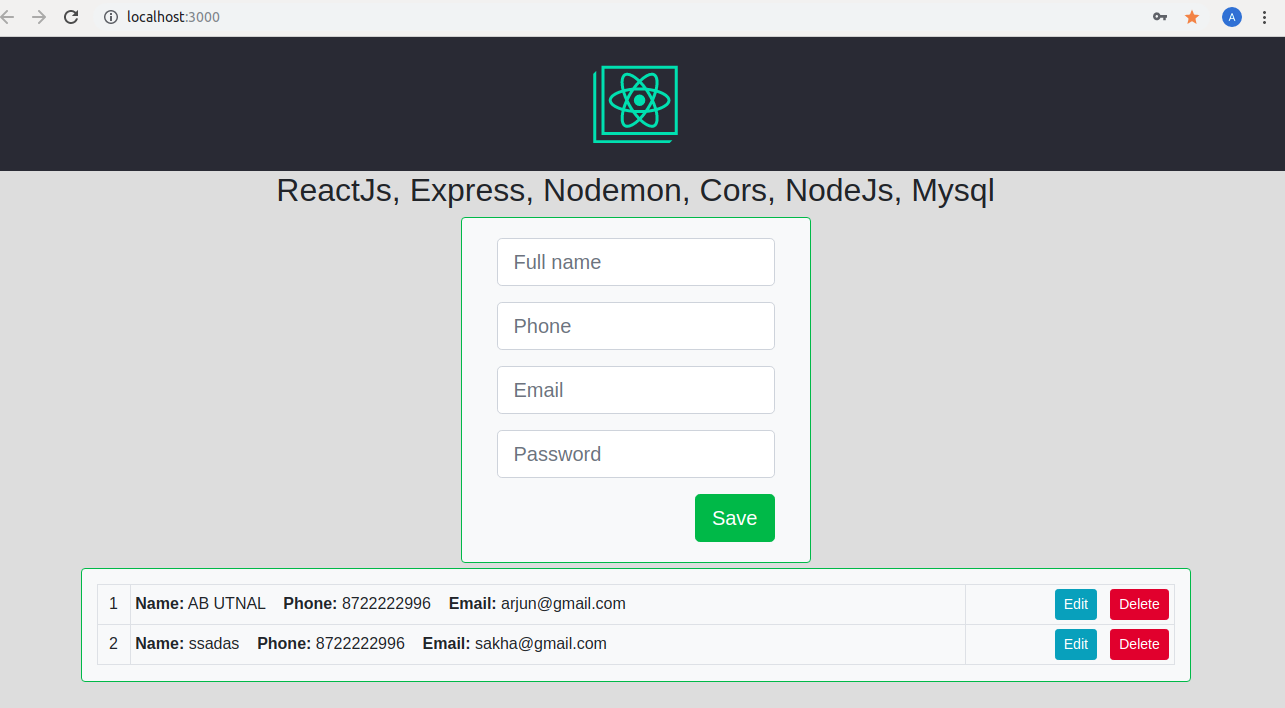 localhost:3000
A
ReactJs, Express, Nodemon, Cors, NodeJs, Mysql
Full name
Phone
Email
Password
Save
1 Name: AB UTNAL Phone: 8722222996 Email: arjun@gmail.com Edit Delete
2 Name: ssadas Phone: 8722222996 Email: sakha@gmail.com Edit Delete